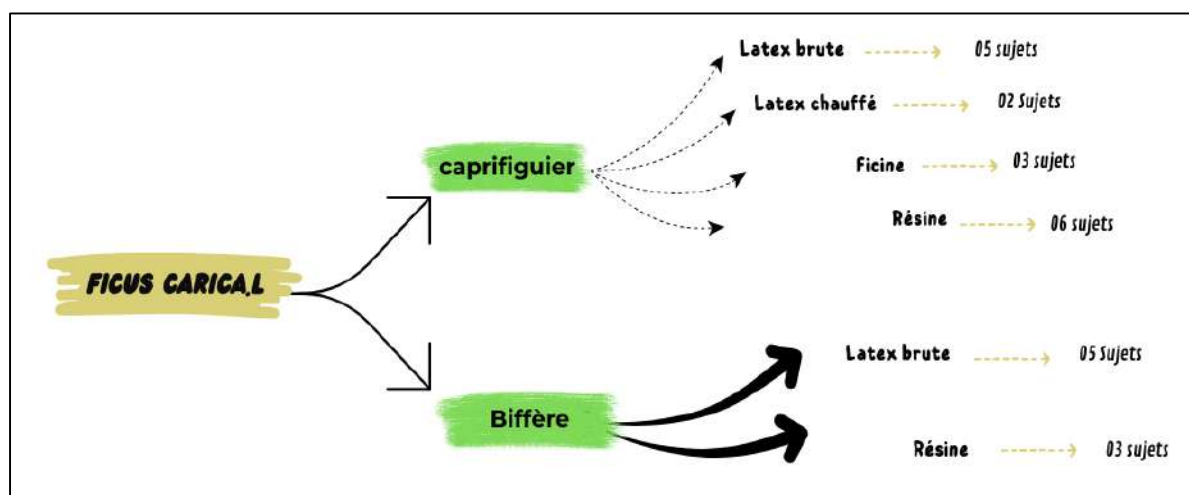 Latex brute 05 sujets
Latex chauffé 02 Sujets
caprifiguier
Ficine 03 sujets
Résine 06 sujets
FICUS CARICA.L
Latex brute 05 Sujets
Biffère
Résine 03 sujets